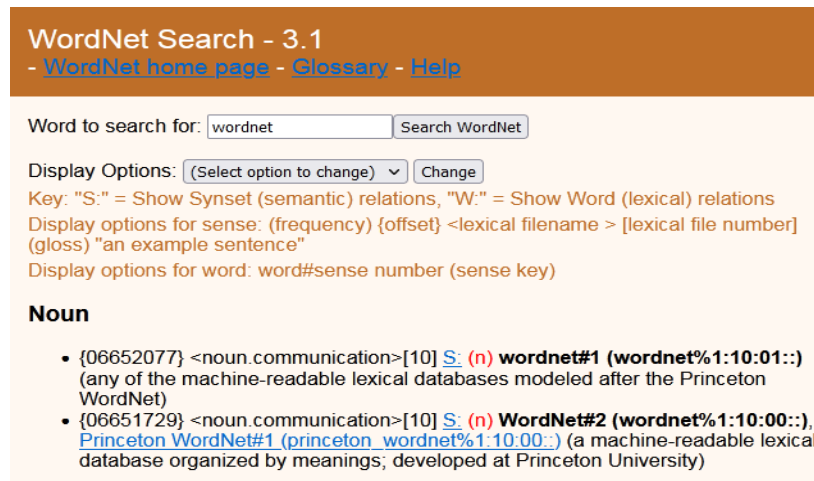 WordNet Search - 3.1
- WordNet home page - Glossary - Help
Word to search for: wordnet Search WordNet
Display Options: (Select option to change) Change
Key: "S:" = Show Synset (semantic) relations, "W:" = Show Word (lexical) relations
Display options for sense: (frequency) {offset} <lexical filename > [lexical file number]
(gloss) "an example sentence"
Display options for word: word#sense number (sense key)
Noun
• {06652077} <noun.communication>[10] S: (n) wordnet#1 (wordnet%1:10:01::)
(any of the machine-readable lexical databases modeled after the Princeton
WordNet)
• {06651729} <noun.communication>[10] S: (n) WordNet#2 (wordnet%1:10:00::),
Princeton WordNet#1 (princeton_wordnet%1:10:00::) (a machine-readable lexical
database organized by meanings; developed at Princeton University)